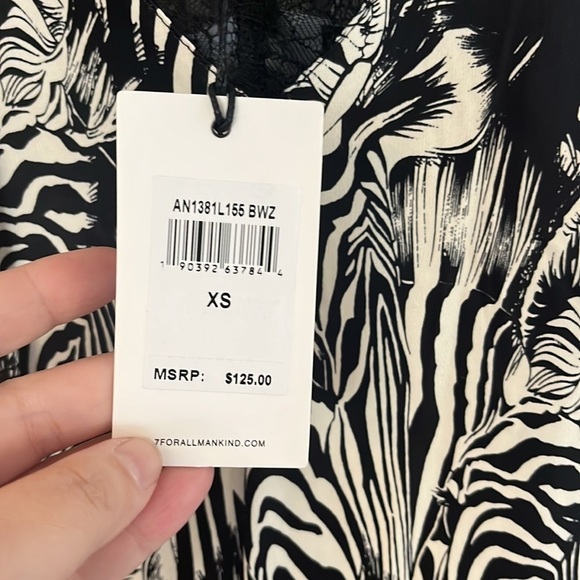 AN1381L155 BWZ
1 90392 63784 4
XS
MSRP: $125.00
7FORALLMANKIND.COM